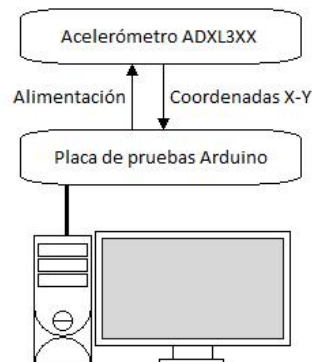 Acelerómetro ADXL3XX
Alimentación
Coordenadas X-Y
Placa de pruebas Arduino